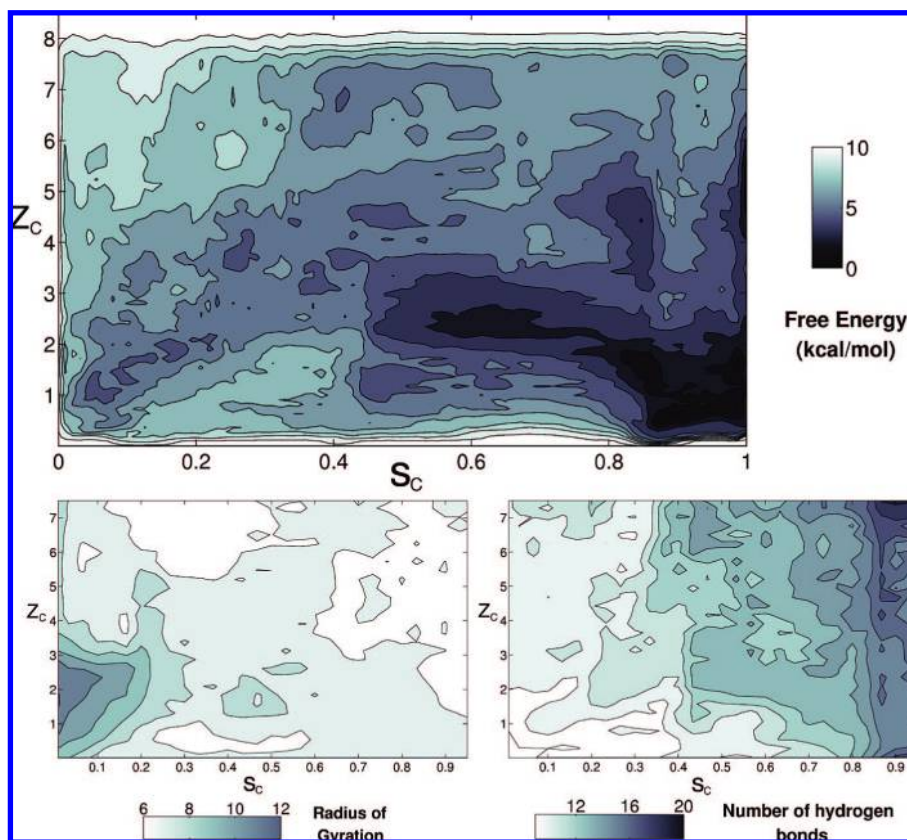 8
7
6
5
4
3
2
1
Z_C
0 0.2 0.4 0.6 0.8 1
S_C
10
5
0
Free Energy
(kcal/mol)
7
6
5
4
3
2
1
Z_C
0.1 0.2 0.3 0.4 0.5 0.6 0.7 0.8 0.9
S_C
7
6
5
4
3
2
1
Z_C
0.1 0.2 0.3 0.4 0.5 0.6 0.7 0.8 0.9
S_C
6 8 10 12
Radius of
Gyration
12 16 20
Number of hydrogen
bonds